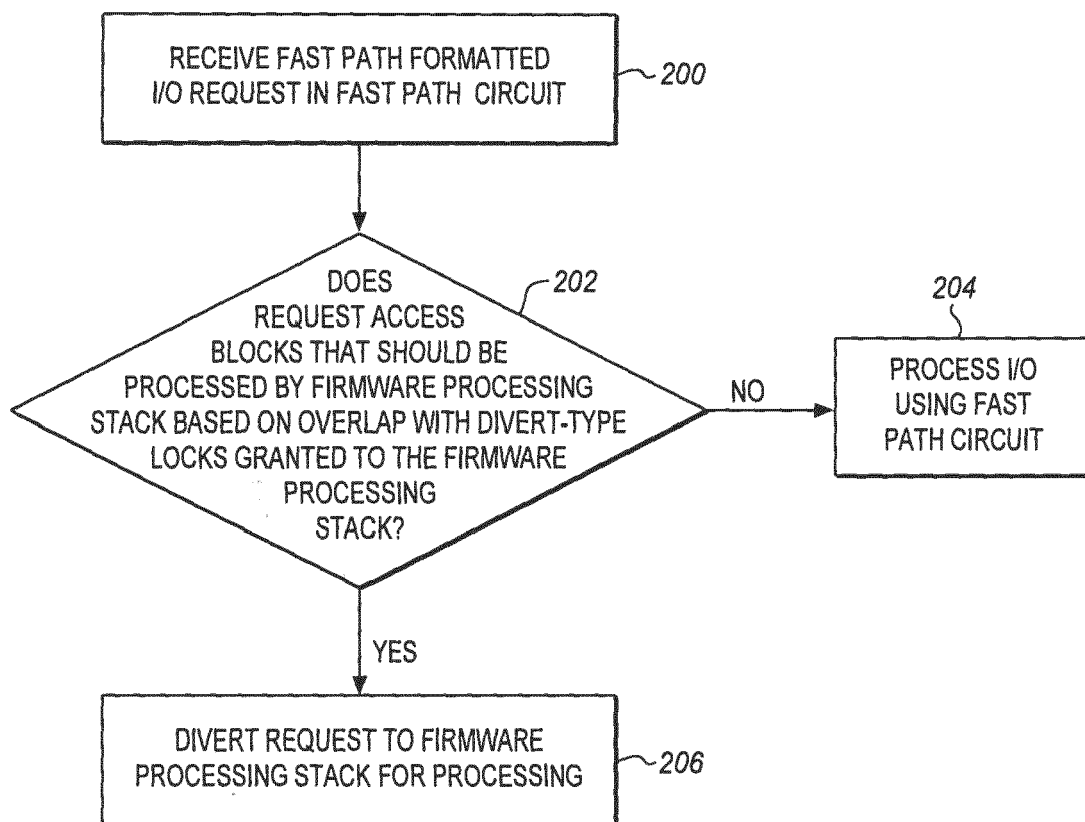 RECEIVE FAST PATH FORMATTED
I/O REQUEST IN FAST PATH CIRCUIT
200
DOES
REQUEST ACCESS
BLOCKS THAT SHOULD BE
PROCESSED BY FIRMWARE PROCESSING
STACK BASED ON OVERLAP WITH DIVERT-TYPE
LOCKS GRANTED TO THE FIRMWARE
PROCESSING
STACK?
202
NO
204
PROCESS I/O
USING FAST
PATH CIRCUIT
YES
DIVERT REQUEST TO FIRMWARE
PROCESSING STACK FOR PROCESSING
206